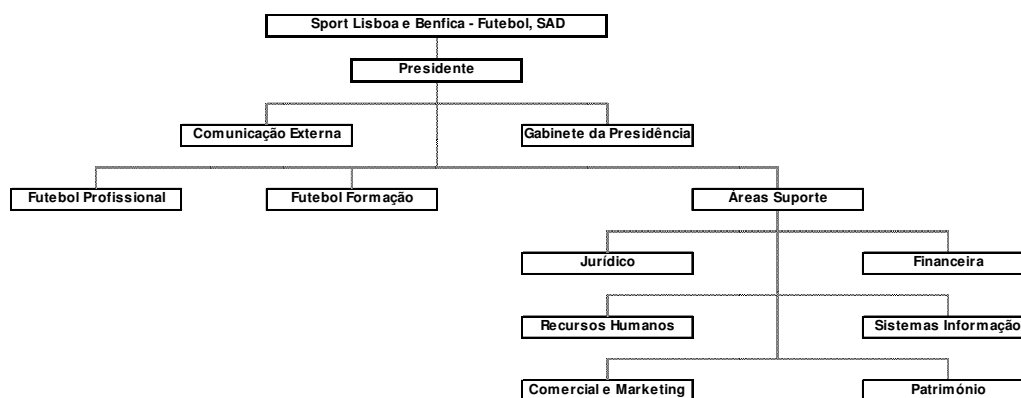 Sport Lisboa e Benfica - Futebol, SAD
Presidente
Comunicação Externa
Gabinete da Presidência
Futebol Profissional
Futebol Formação
Áreas Suporte
Jurídico
Financeira
Recursos Humanos
Sistemas Informação
Comercial e Marketing
Património